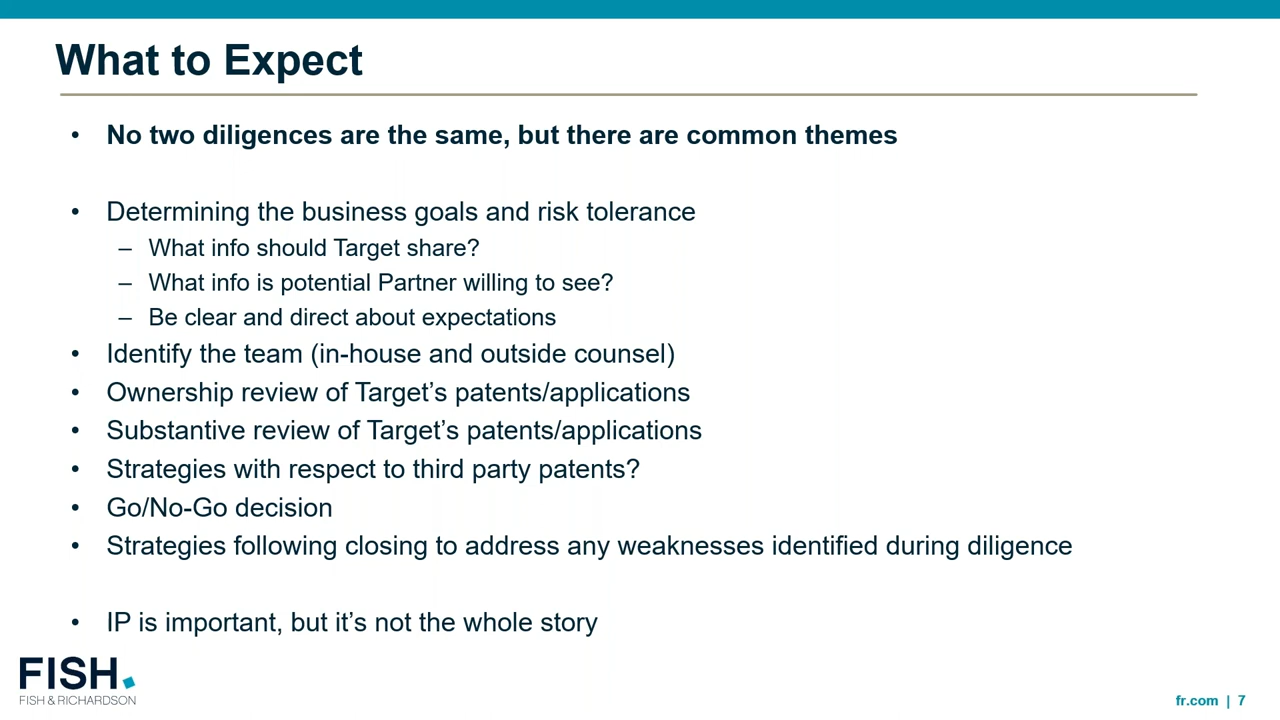 What to Expect
• No two diligences are the same, but there are common themes
• Determining the business goals and risk tolerance
– What info should Target share?
– What info is potential Partner willing to see?
– Be clear and direct about expectations
• Identify the team (in-house and outside counsel)
• Ownership review of Target’s patents/applications
• Substantive review of Target’s patents/applications
• Strategies with respect to third party patents?
• Go/No-Go decision
• Strategies following closing to address any weaknesses identified during diligence
• IP is important, but it’s not the whole story
FISH.
FISH & RICHARDSON
fr.com | 7